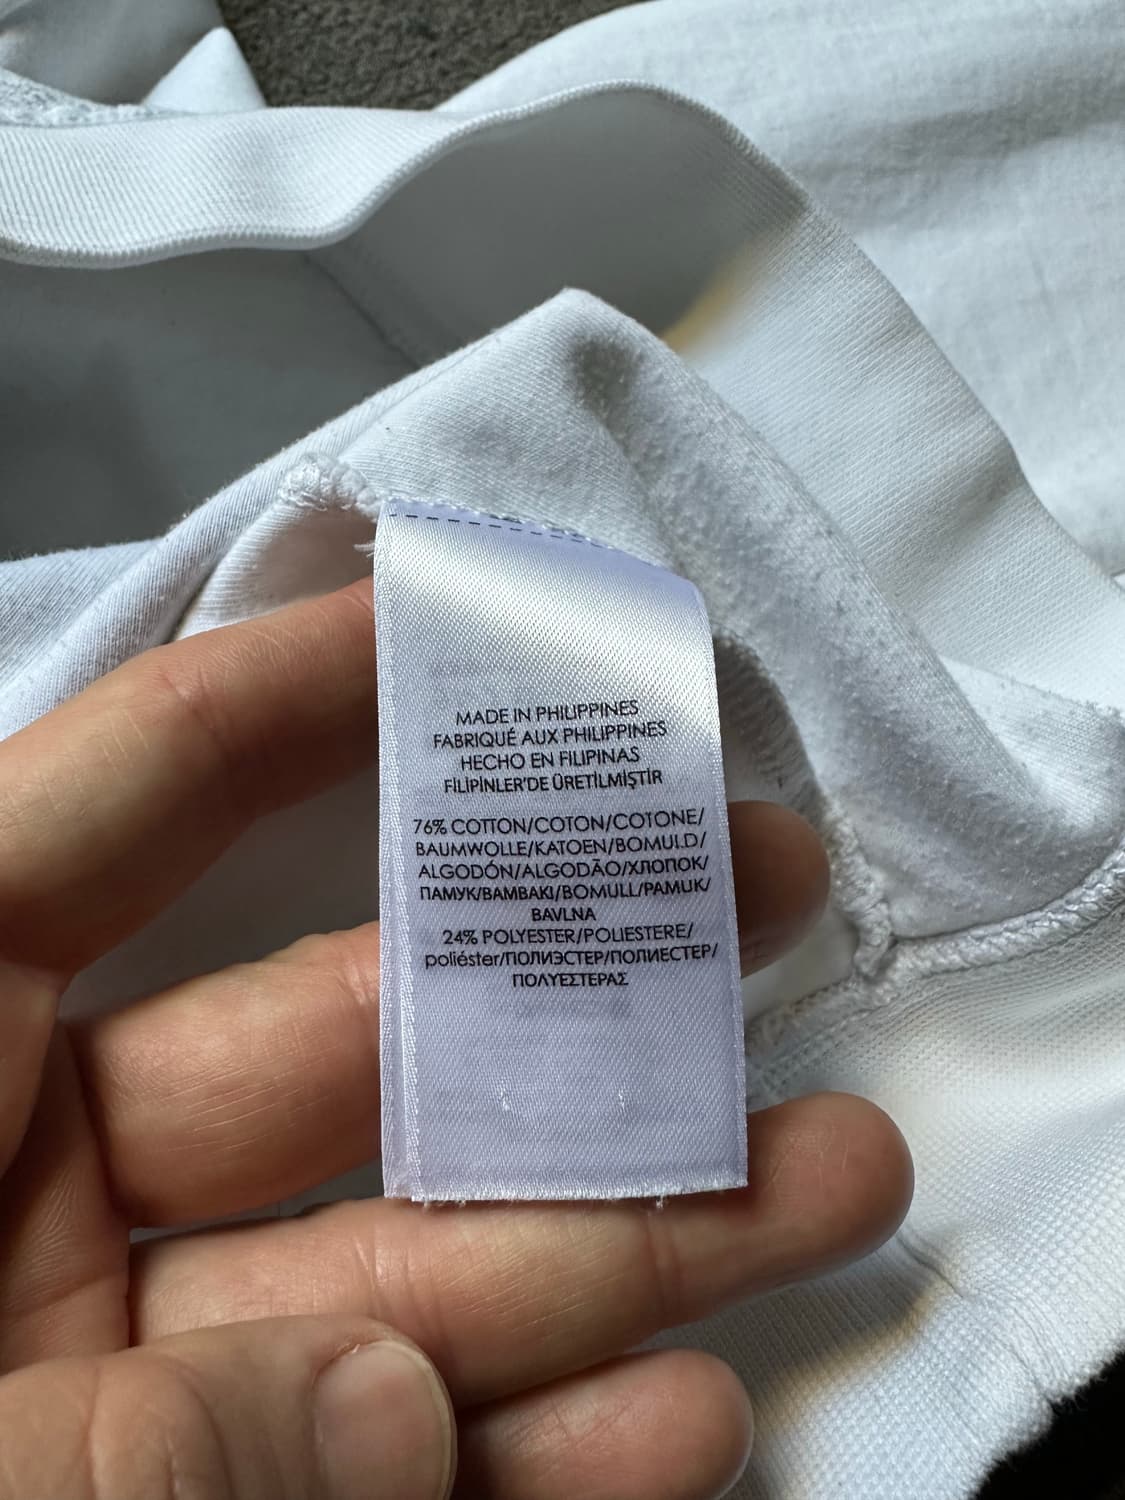 MADE IN PHILIPPINES
FABRIQUÉ AUX PHILIPPINES
HECHO EN FILIPINAS
FİLİPİNLER'DE ÜRETİLMİŞTİR
76% COTTON/COTON/COTONE/
BAUMWOLLE/KATOEN/BOMULD/
ALGODÓN/ALGODÃO/ХЛОПОК/
ПАМУК/BAMBAKI/BOMULL/PAMUK/
BAVLNA
24% POLYESTER/POLIESTERE/
poliéster/ПОЛИЭСТЕР/ПОЛИЕСТЕР/
ΠΟΛΥΕΣΤΕΡΑΣ